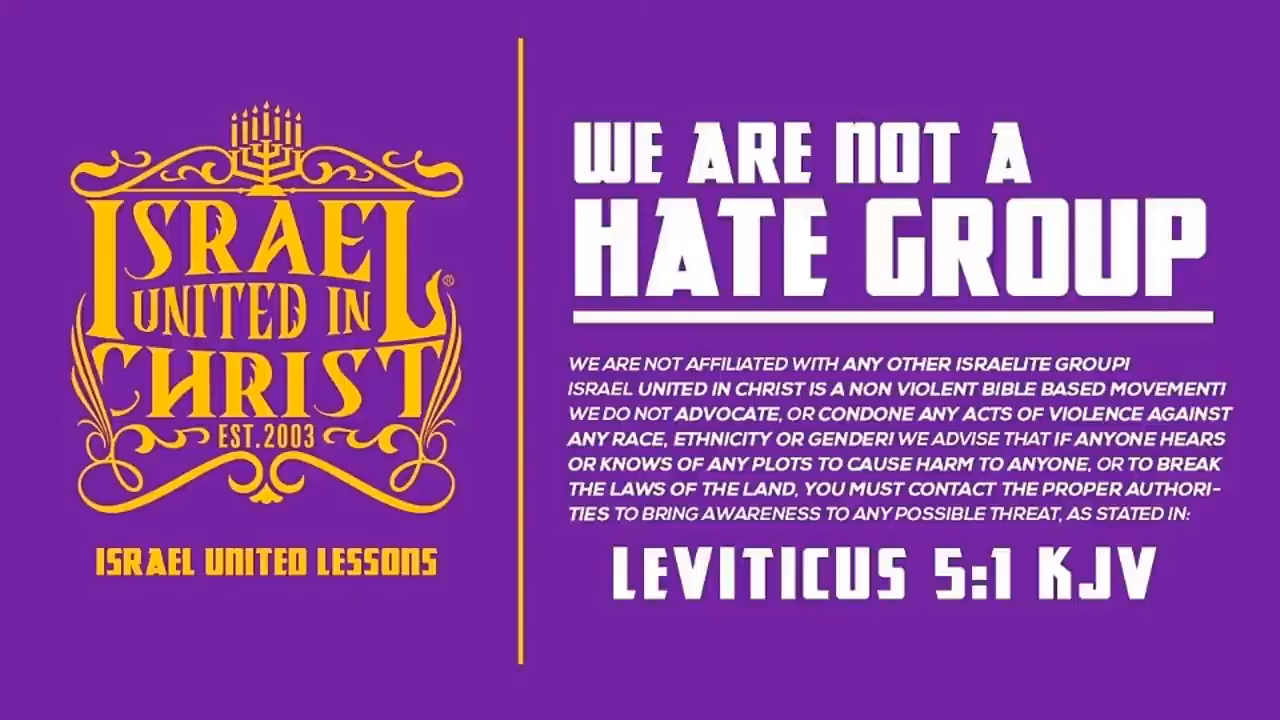 ISRAEL
UNITED IN
CHRIST
®
EST.2003
ISRAEL UNITED LESSONS
WE ARE NOT A
HATE GROUP
WE ARE NOT AFFILIATED WITH ANY OTHER ISRAELITE GROUP!
ISRAEL UNITED IN CHRIST IS A NON VIOLENT BIBLE BASED MOVEMENT!
WE DO NOT ADVOCATE, OR CONDONE ANY ACTS OF VIOLENCE AGAINST
ANY RACE, ETHNICITY OR GENDER! WE ADVISE THAT IF ANYONE HEARS
OR KNOWS OF ANY PLOTS TO CAUSE HARM TO ANYONE, OR TO BREAK
THE LAWS OF THE LAND, YOU MUST CONTACT THE PROPER AUTHORI-
TIES TO BRING AWARENESS TO ANY POSSIBLE THREAT, AS STATED IN:
LEVITICUS 5:1 KJV